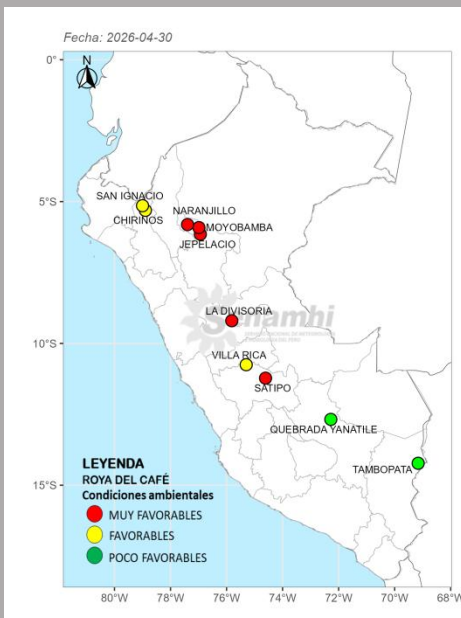 Fecha: 2026-04-30
N
0°
SAN IGNACIO
NARANJILLO
5°S
CHIRINOS
MOYOBAMBA
JEPELACIO
LA DIVISORIA
Senamhi
10°S
VILLA RICA
SATIPO
QUEBRADA YANATILE
TAMBOPATA
LEYENDA
ROYA DEL CAFÉ
15°S
Condiciones ambientales
MUY FAVORABLES
FAVORABLES
POCO FAVORABLES
80°W 78°W 76°W 74°W 72°W 70°W 68°W